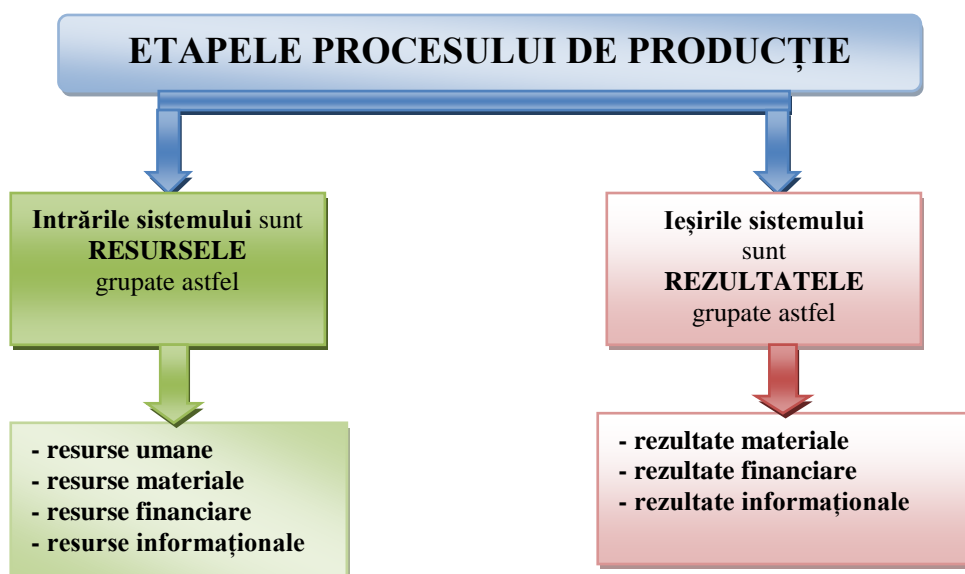 ETAPELE PROCESULUI DE PRODUCȚIE
Intrările sistemului sunt
RESURSELE
grupate astfel
Ieșirile sistemului
sunt
REZULTATELE
grupate astfel
- resurse umane
- resurse materiale
- resurse financiare
- resurse informaționale
- rezultate materiale
- rezultate financiare
- rezultate informaționale